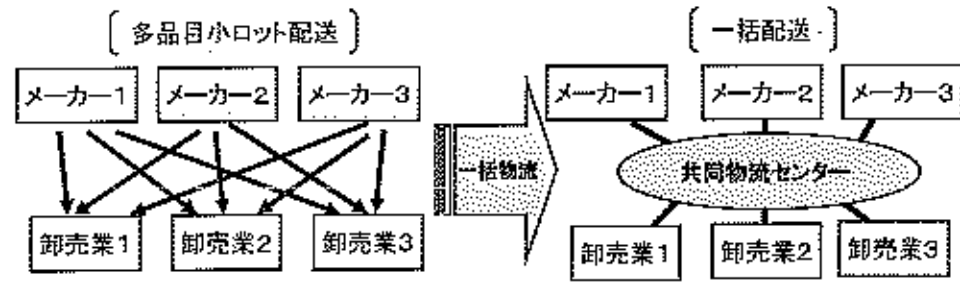 〔多品目小ロット配送〕
〔一括配送〕
メーカー1
メーカー2
メーカー3
メーカー1
メーカー2
メーカー3
一括物流
共同物流センター
卸売業1
卸売業2
卸売業3
卸売業1
卸売業2
卸売業3